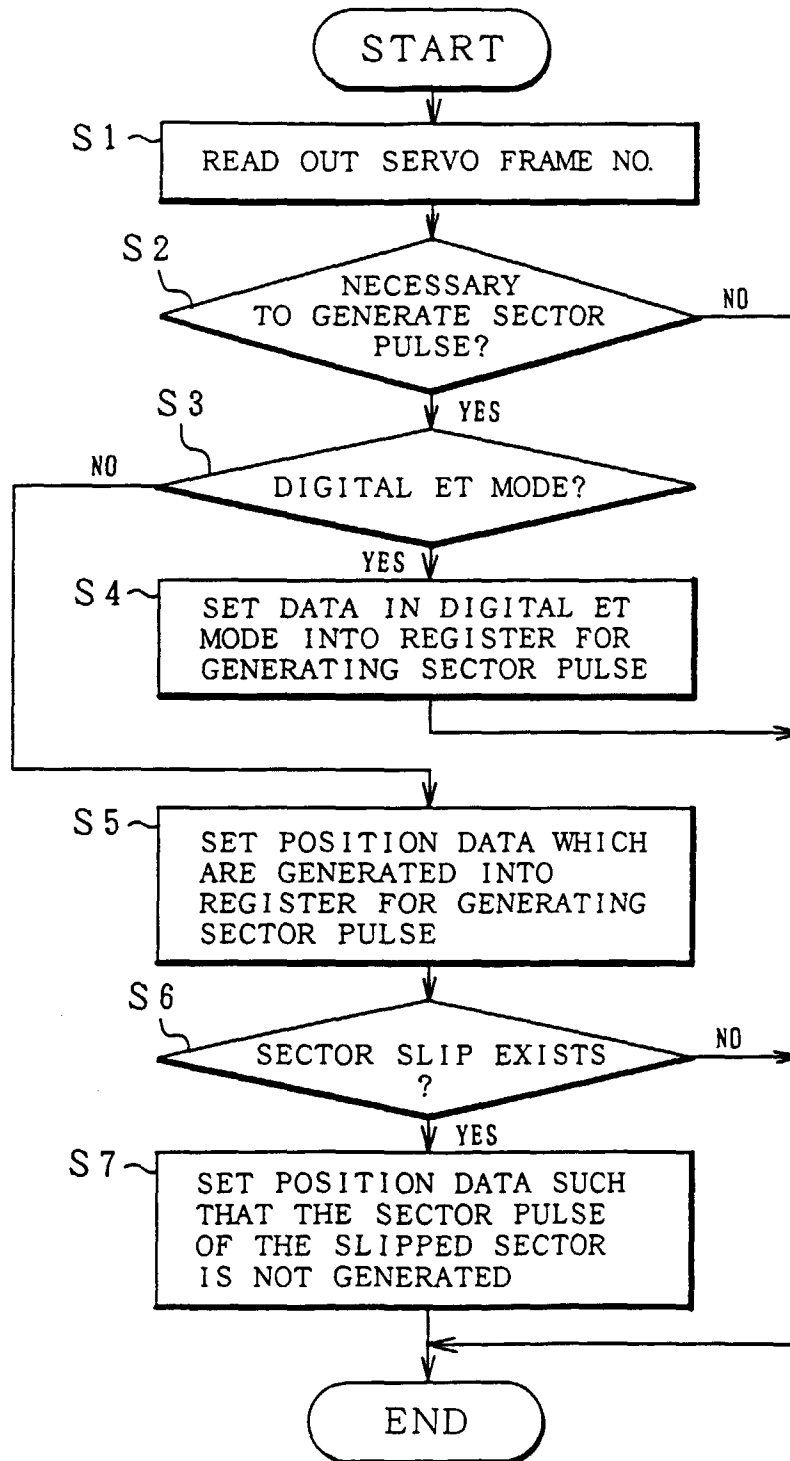 START
S1
READ OUT SERVO FRAME NO.
S2
NECESSARY
TO GENERATE SECTOR
PULSE?
NO
YES
S3
NO
DIGITAL ET MODE?
YES
S4
SET DATA IN DIGITAL ET
MODE INTO REGISTER FOR
GENERATING SECTOR PULSE
S5
SET POSITION DATA WHICH
ARE GENERATED INTO
REGISTER FOR GENERATING
SECTOR PULSE
S6
SECTOR SLIP EXISTS
?
NO
YES
S7
SET POSITION DATA SUCH
THAT THE SECTOR PULSE
OF THE SLIPPED SECTOR
IS NOT GENERATED
END